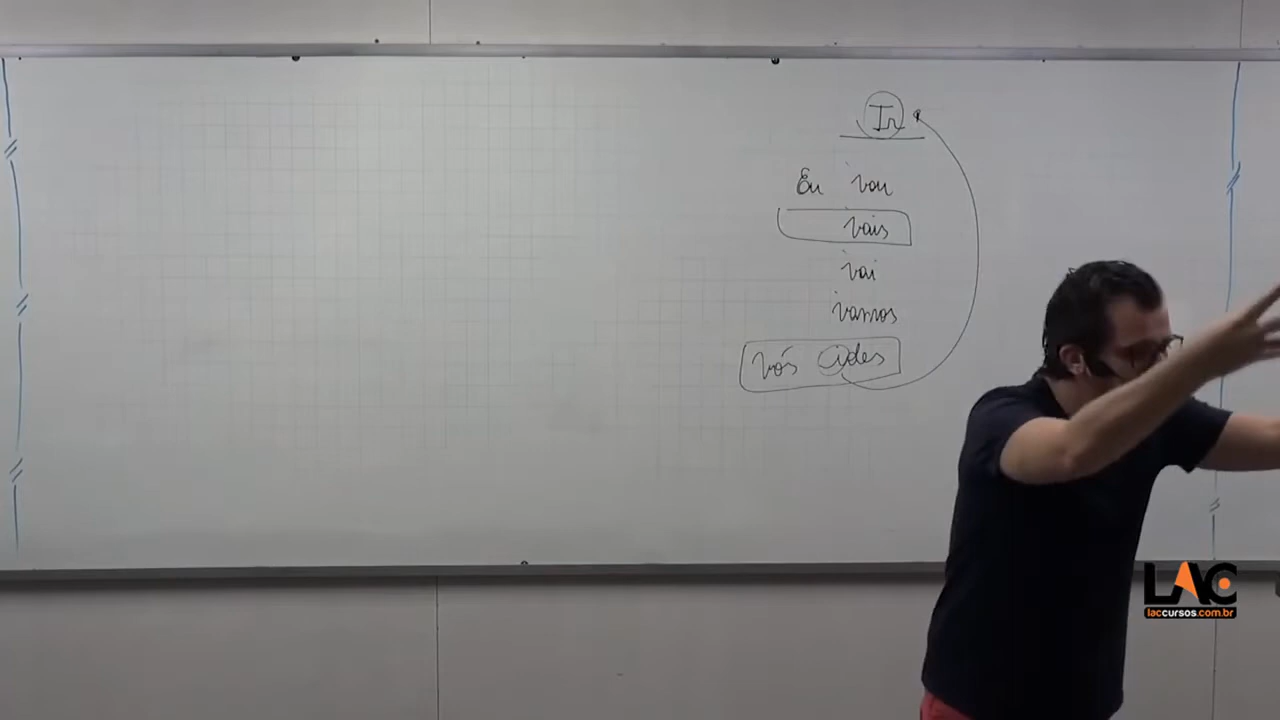 Ir
Eu vou
vais
vai
vamos
vós ides
LAC
laccursos.com.br